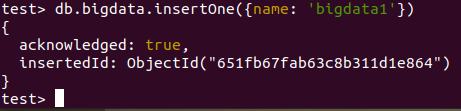 test> db.bigdata.insertOne({name: 'bigdata1'})
{
  acknowledged: true,
  insertedId: ObjectId("651fb67fab63c8b311d1e864")
}
test>